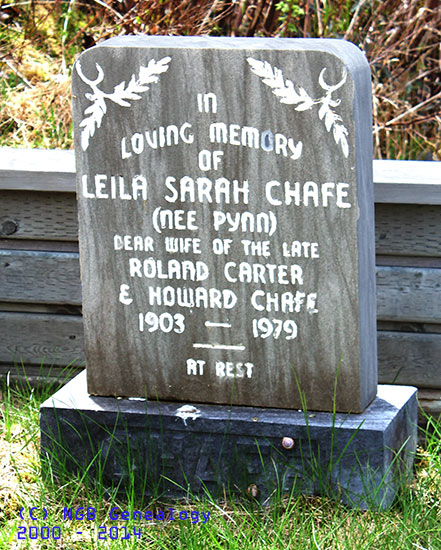 IN
LOVING MEMORY
OF
LEILA SARAH CHAFE
(NEE PYNN)
DEAR WIFE OF THE LATE
ROLAND CARTER
& HOWARD CHAFE
1903 — 1979
AT REST
(C) NGB Genealogy
2000 - 2014